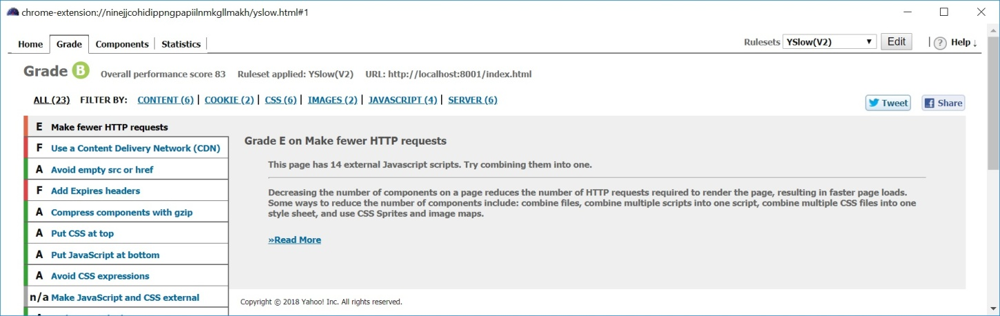 chrome-extension://ninejjcohidippngpapiilnmkgllmakh/yslow.html#1
Home Grade Components Statistics Rulesets YSlow(V2) Edit ? Help ↓
Grade B Overall performance score 83 Ruleset applied: YSlow(V2) URL: http://localhost:8001/index.html
ALL (23) FILTER BY: CONTENT (6) | COOKIE (2) | CSS (6) | IMAGES (2) | JAVASCRIPT (4) | SERVER (6)
Tweet Share
E Make fewer HTTP requests
F Use a Content Delivery Network (CDN)
A Avoid empty src or href
F Add Expires headers
A Compress components with gzip
A Put CSS at top
A Put JavaScript at bottom
A Avoid CSS expressions
n/a Make JavaScript and CSS external
Grade E on Make fewer HTTP requests
This page has 14 external Javascript scripts. Try combining them into one.
Decreasing the number of components on a page reduces the number of HTTP requests required to render the page, resulting in faster page loads.
Some ways to reduce the number of components include: combine files, combine multiple scripts into one script, combine multiple CSS files into one
style sheet, and use CSS Sprites and image maps.
»Read More
Copyright © 2018 Yahoo! Inc. All rights reserved.